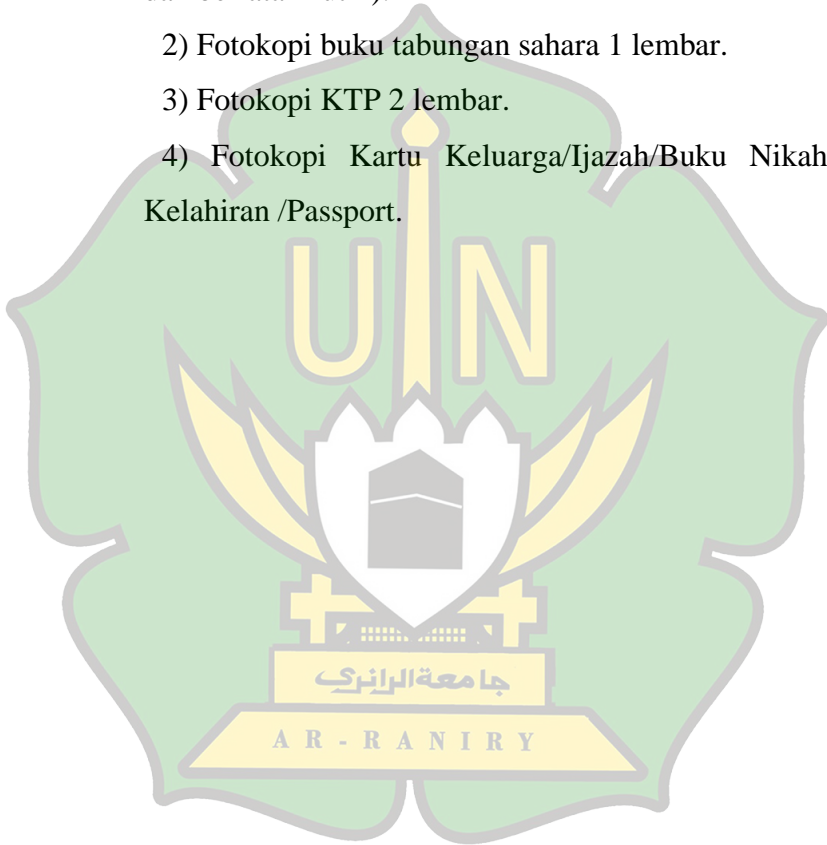 2) Fotokopi buku tabungan sahara 1 lembar.
3) Fotokopi KTP 2 lembar.
4) Fotokopi Kartu Keluarga/Ijazah/Buku Nikah
Kelahiran /Passport.
UIN
جامعة الرانري
AR-RANIRY